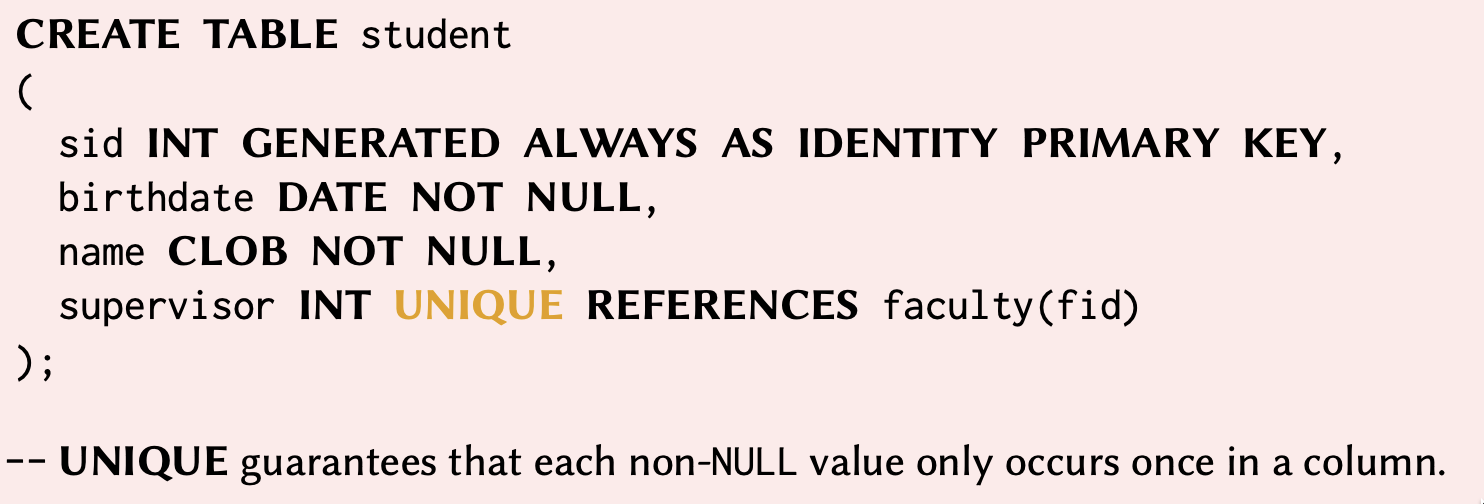 CREATE TABLE student
(
sid INT GENERATED ALWAYS AS IDENTITY PRIMARY KEY,
birthdate DATE NOT NULL,
name CLOB NOT NULL,
supervisor INT UNIQUE REFERENCES faculty(fid)
);
-- UNIQUE guarantees that each non-NULL value only occurs once in a column.